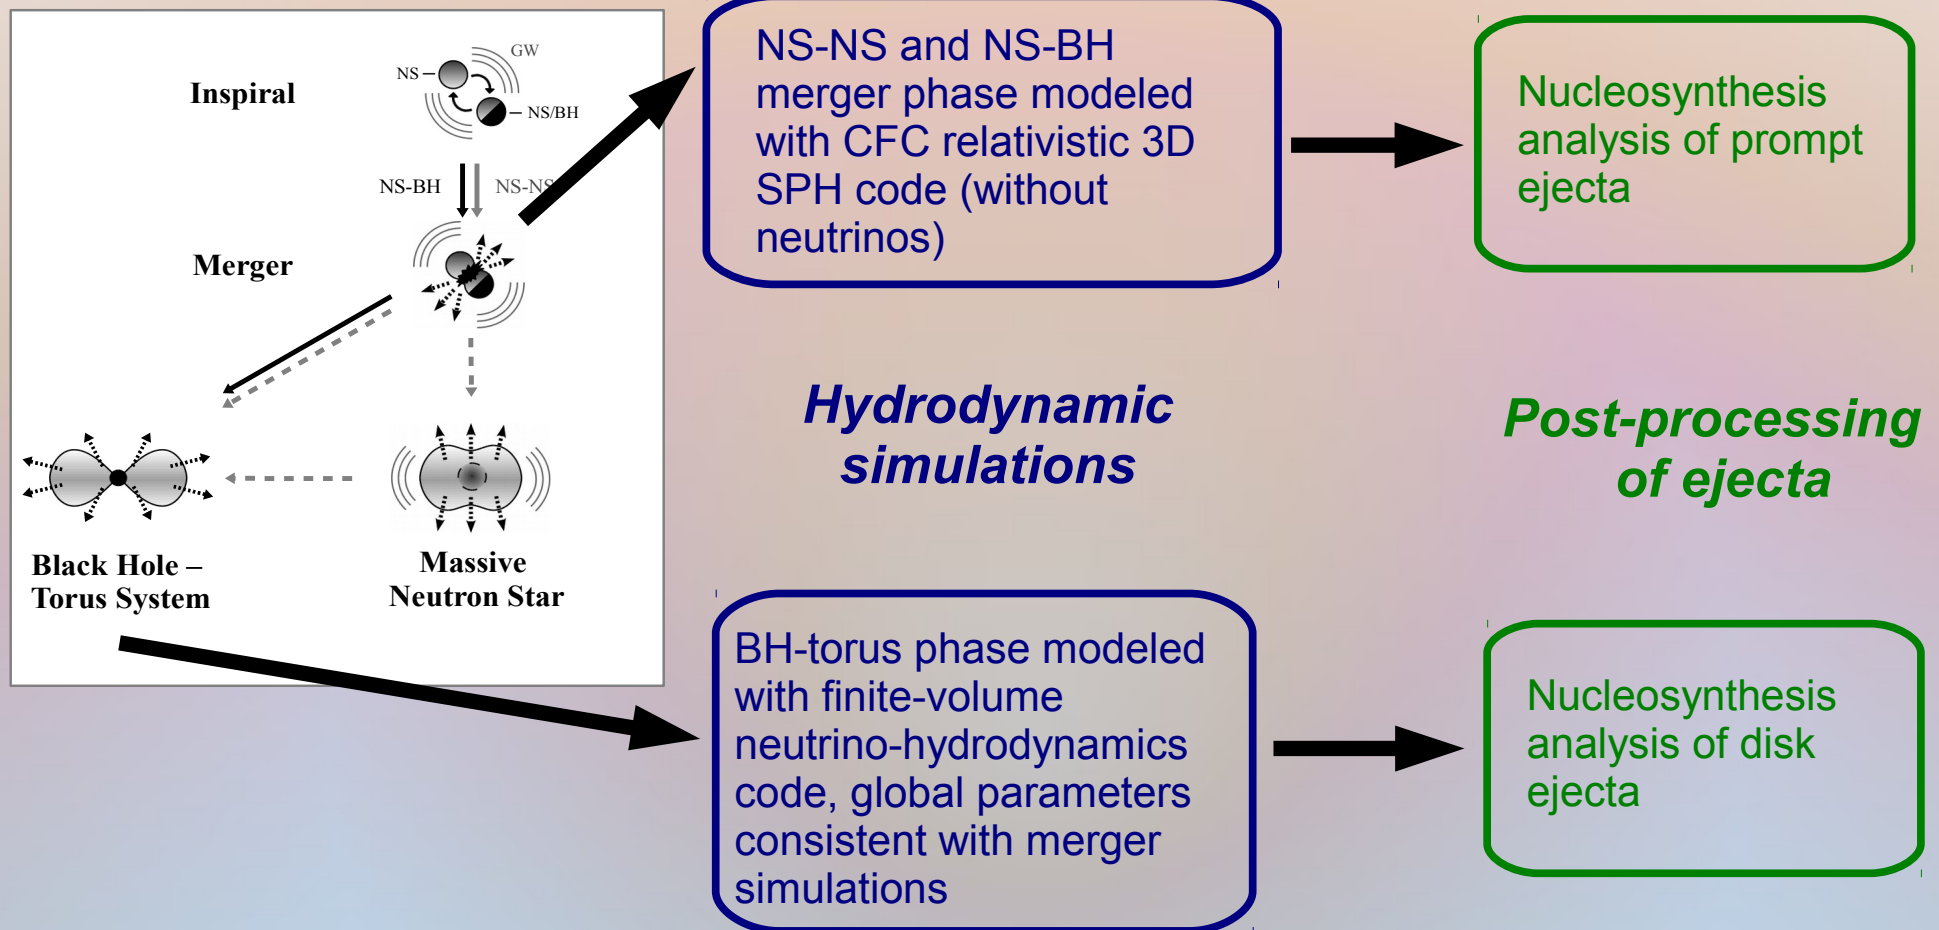 Inspiral
GW
NS
NS/BH
NS-BH
NS-NS
Merger
Black Hole –
Torus System
Massive
Neutron Star
NS-NS and NS-BH
merger phase modeled
with CFC relativistic 3D
SPH code (without
neutrinos)
Nucleosynthesis
analysis of prompt
ejecta
Hydrodynamic
simulations
Post-processing
of ejecta
BH-torus phase modeled
with finite-volume
neutrino-hydrodynamics
code, global parameters
consistent with merger
simulations
Nucleosynthesis
analysis of disk
ejecta